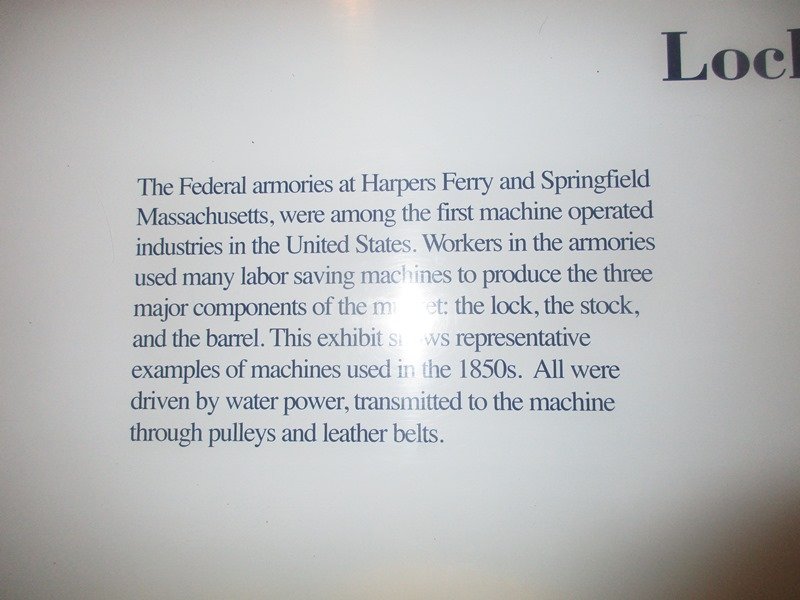 Loc
The Federal armories at Harpers Ferry and Springfield
Massachusetts, were among the first machine operated
industries in the United States. Workers in the armories
used many labor saving machines to produce the three
major components of the musket: the lock, the stock,
and the barrel. This exhibit shows representative
examples of machines used in the 1850s. All were
driven by water power, transmitted to the machine
through pulleys and leather belts.